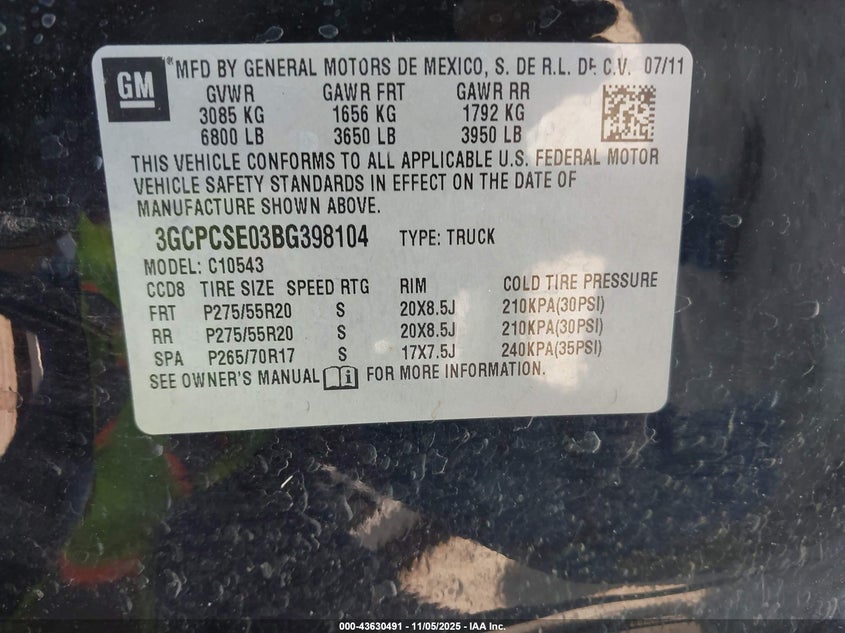 GM
® MFD BY GENERAL MOTORS DE MEXICO, S. DE R.L. DE C.V. 07/11
GVWR GAWR FRT GAWR RR
3085 KG 1656 KG 1792 KG
6800 LB 3650 LB 3950 LB
THIS VEHICLE CONFORMS TO ALL APPLICABLE U.S. FEDERAL MOTOR
VEHICLE SAFETY STANDARDS IN EFFECT ON THE DATE OF
MANUFACTURE SHOWN ABOVE.
3GCPCSE03BG398104 TYPE: TRUCK
MODEL: C10543
CCD8 TIRE SIZE SPEED RTG RIM COLD TIRE PRESSURE
FRT P275/55R20 S 20X8.5J 210KPA(30PSI)
RR P275/55R20 S 20X8.5J 210KPA(30PSI)
SPA P265/70R17 S 17X7.5J 240KPA(35PSI)
SEE OWNER'S MANUAL FOR MORE INFORMATION.
000-43630491 - 11/05/2025 - IAA Inc.